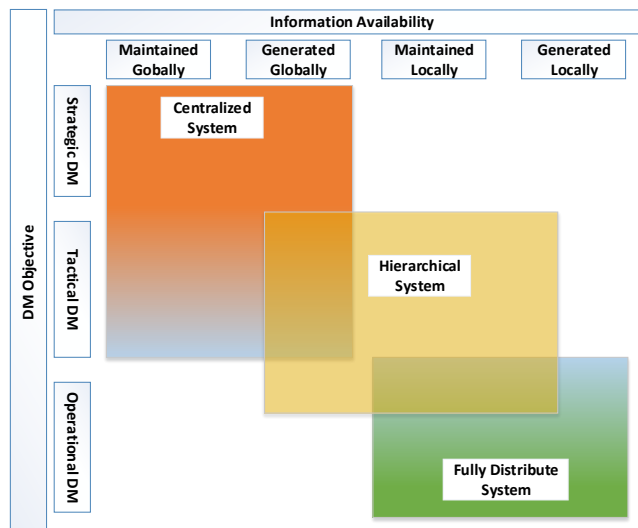 Information Availability
Maintained
Gobally
Generated
Globally
Maintained
Locally
Generated
Locally
DM Objective
Strategic DM
Tactical DM
Operational DM
Centralized
System
Hierarchical
System
Fully Distribute
System